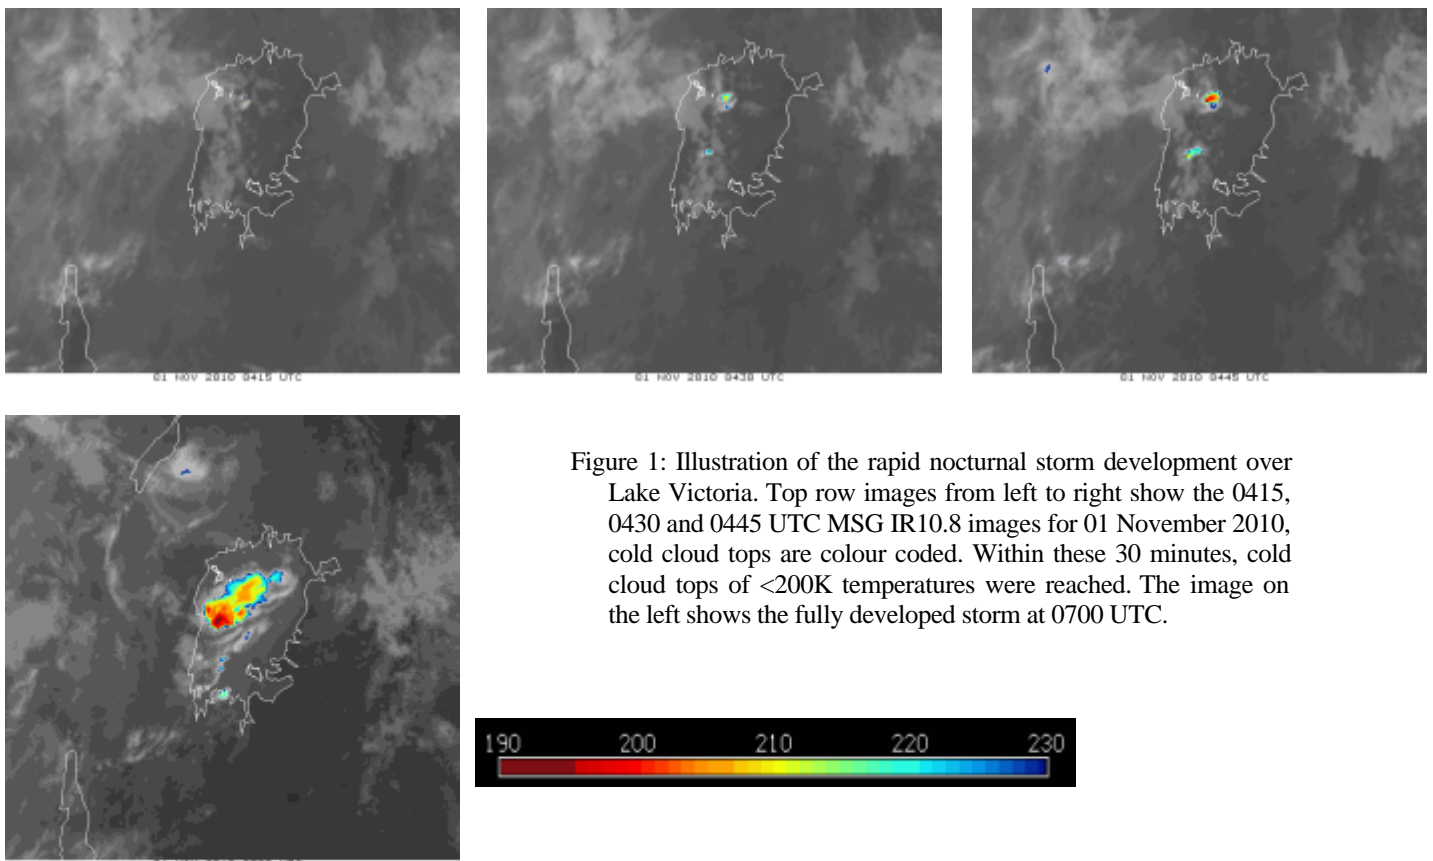 01 NOV 2010 0415 UTC
01 NOV 2010 0430 UTC
01 NOV 2010 0445 UTC
Figure 1: Illustration of the rapid nocturnal storm development over
Lake Victoria. Top row images from left to right show the 0415,
0430 and 0445 UTC MSG IR10.8 images for 01 November 2010,
cold cloud tops are colour coded. Within these 30 minutes, cold
cloud tops of <200K temperatures were reached. The image on
the left shows the fully developed storm at 0700 UTC.
190 200 210 220 230